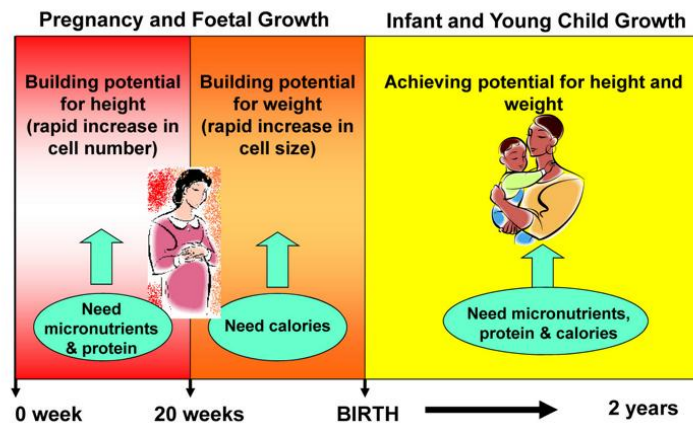 Pregnancy and Foetal Growth
Infant and Young Child Growth
Building potential
for height
(rapid increase in
cell number)
Building potential
for weight
(rapid increase in
cell size)
Achieving potential for height and
weight
Need
micronutrients
& protein
Need calories
Need micronutrients,
protein & calories
0 week
20 weeks
BIRTH
2 years